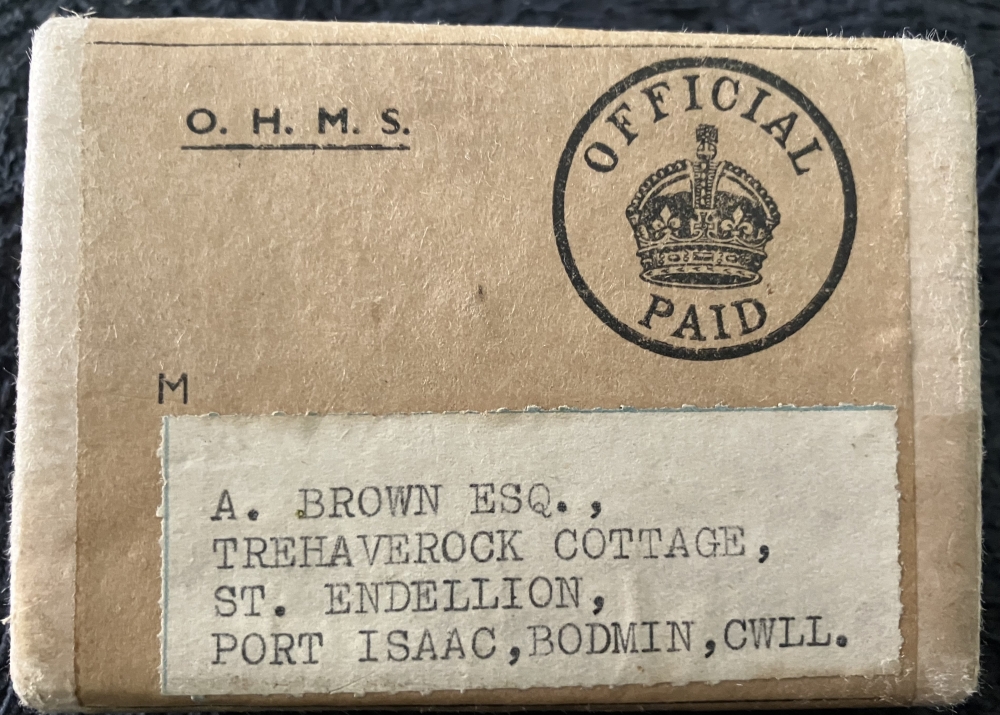 O. H. M. S.
OFFICIAL
PAID
M
A. BROWN ESQ.,
TREHAVEROCK COTTAGE,
ST. ENDELLION,
PORT ISAAC,BODMIN,CWLL.